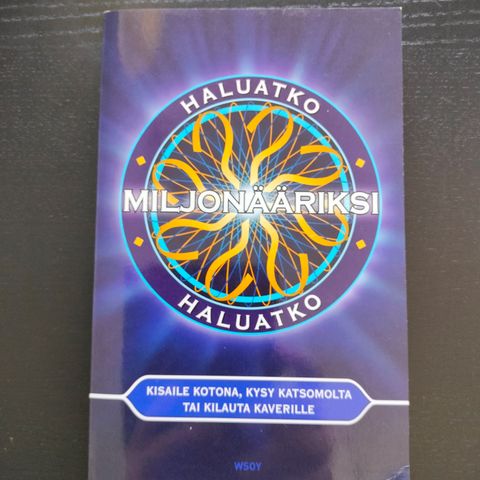 HALUATKO
MILJONÄÄRIKSI
HALUATKO
KISAILE KOTONA, KYSY KATSOMOLTA
TAI KILAUTA KAVERILLE
WSOY